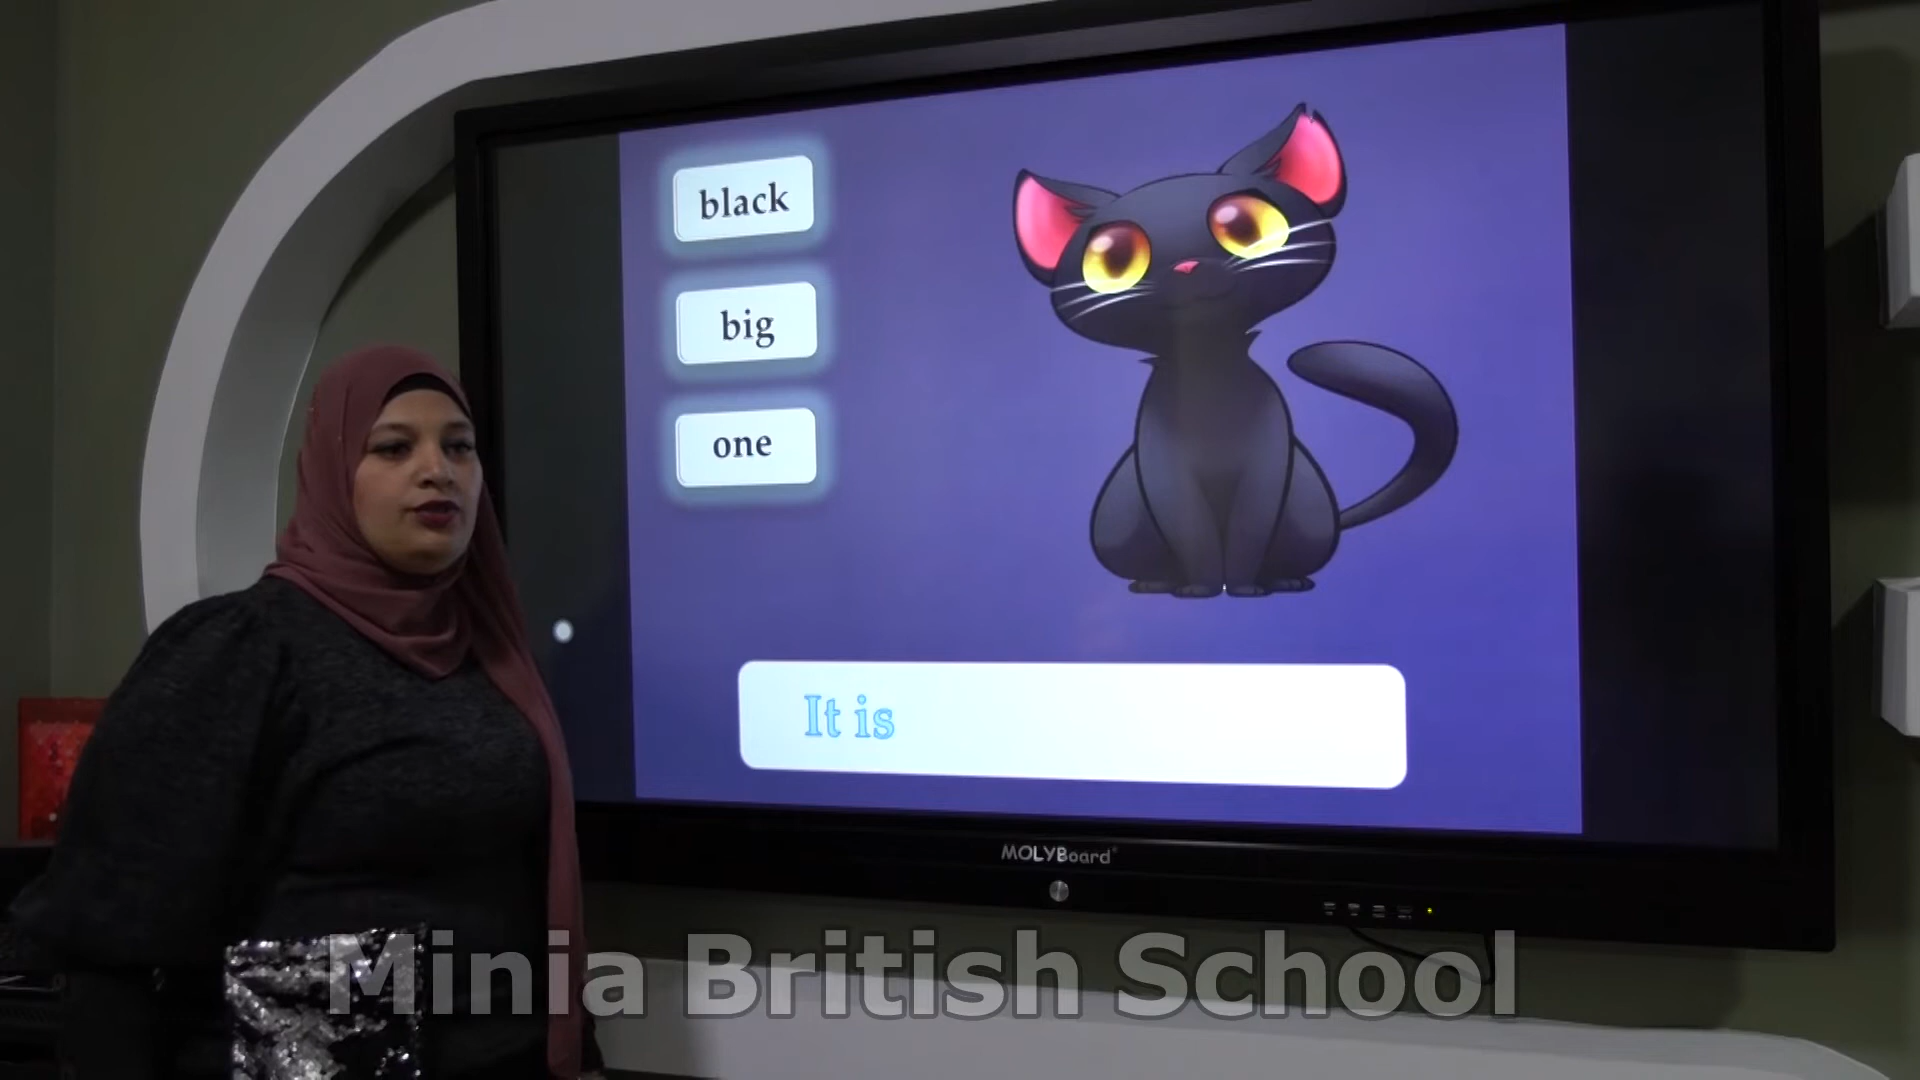 black
big
one
It is
MOLYBoard
Minia British School